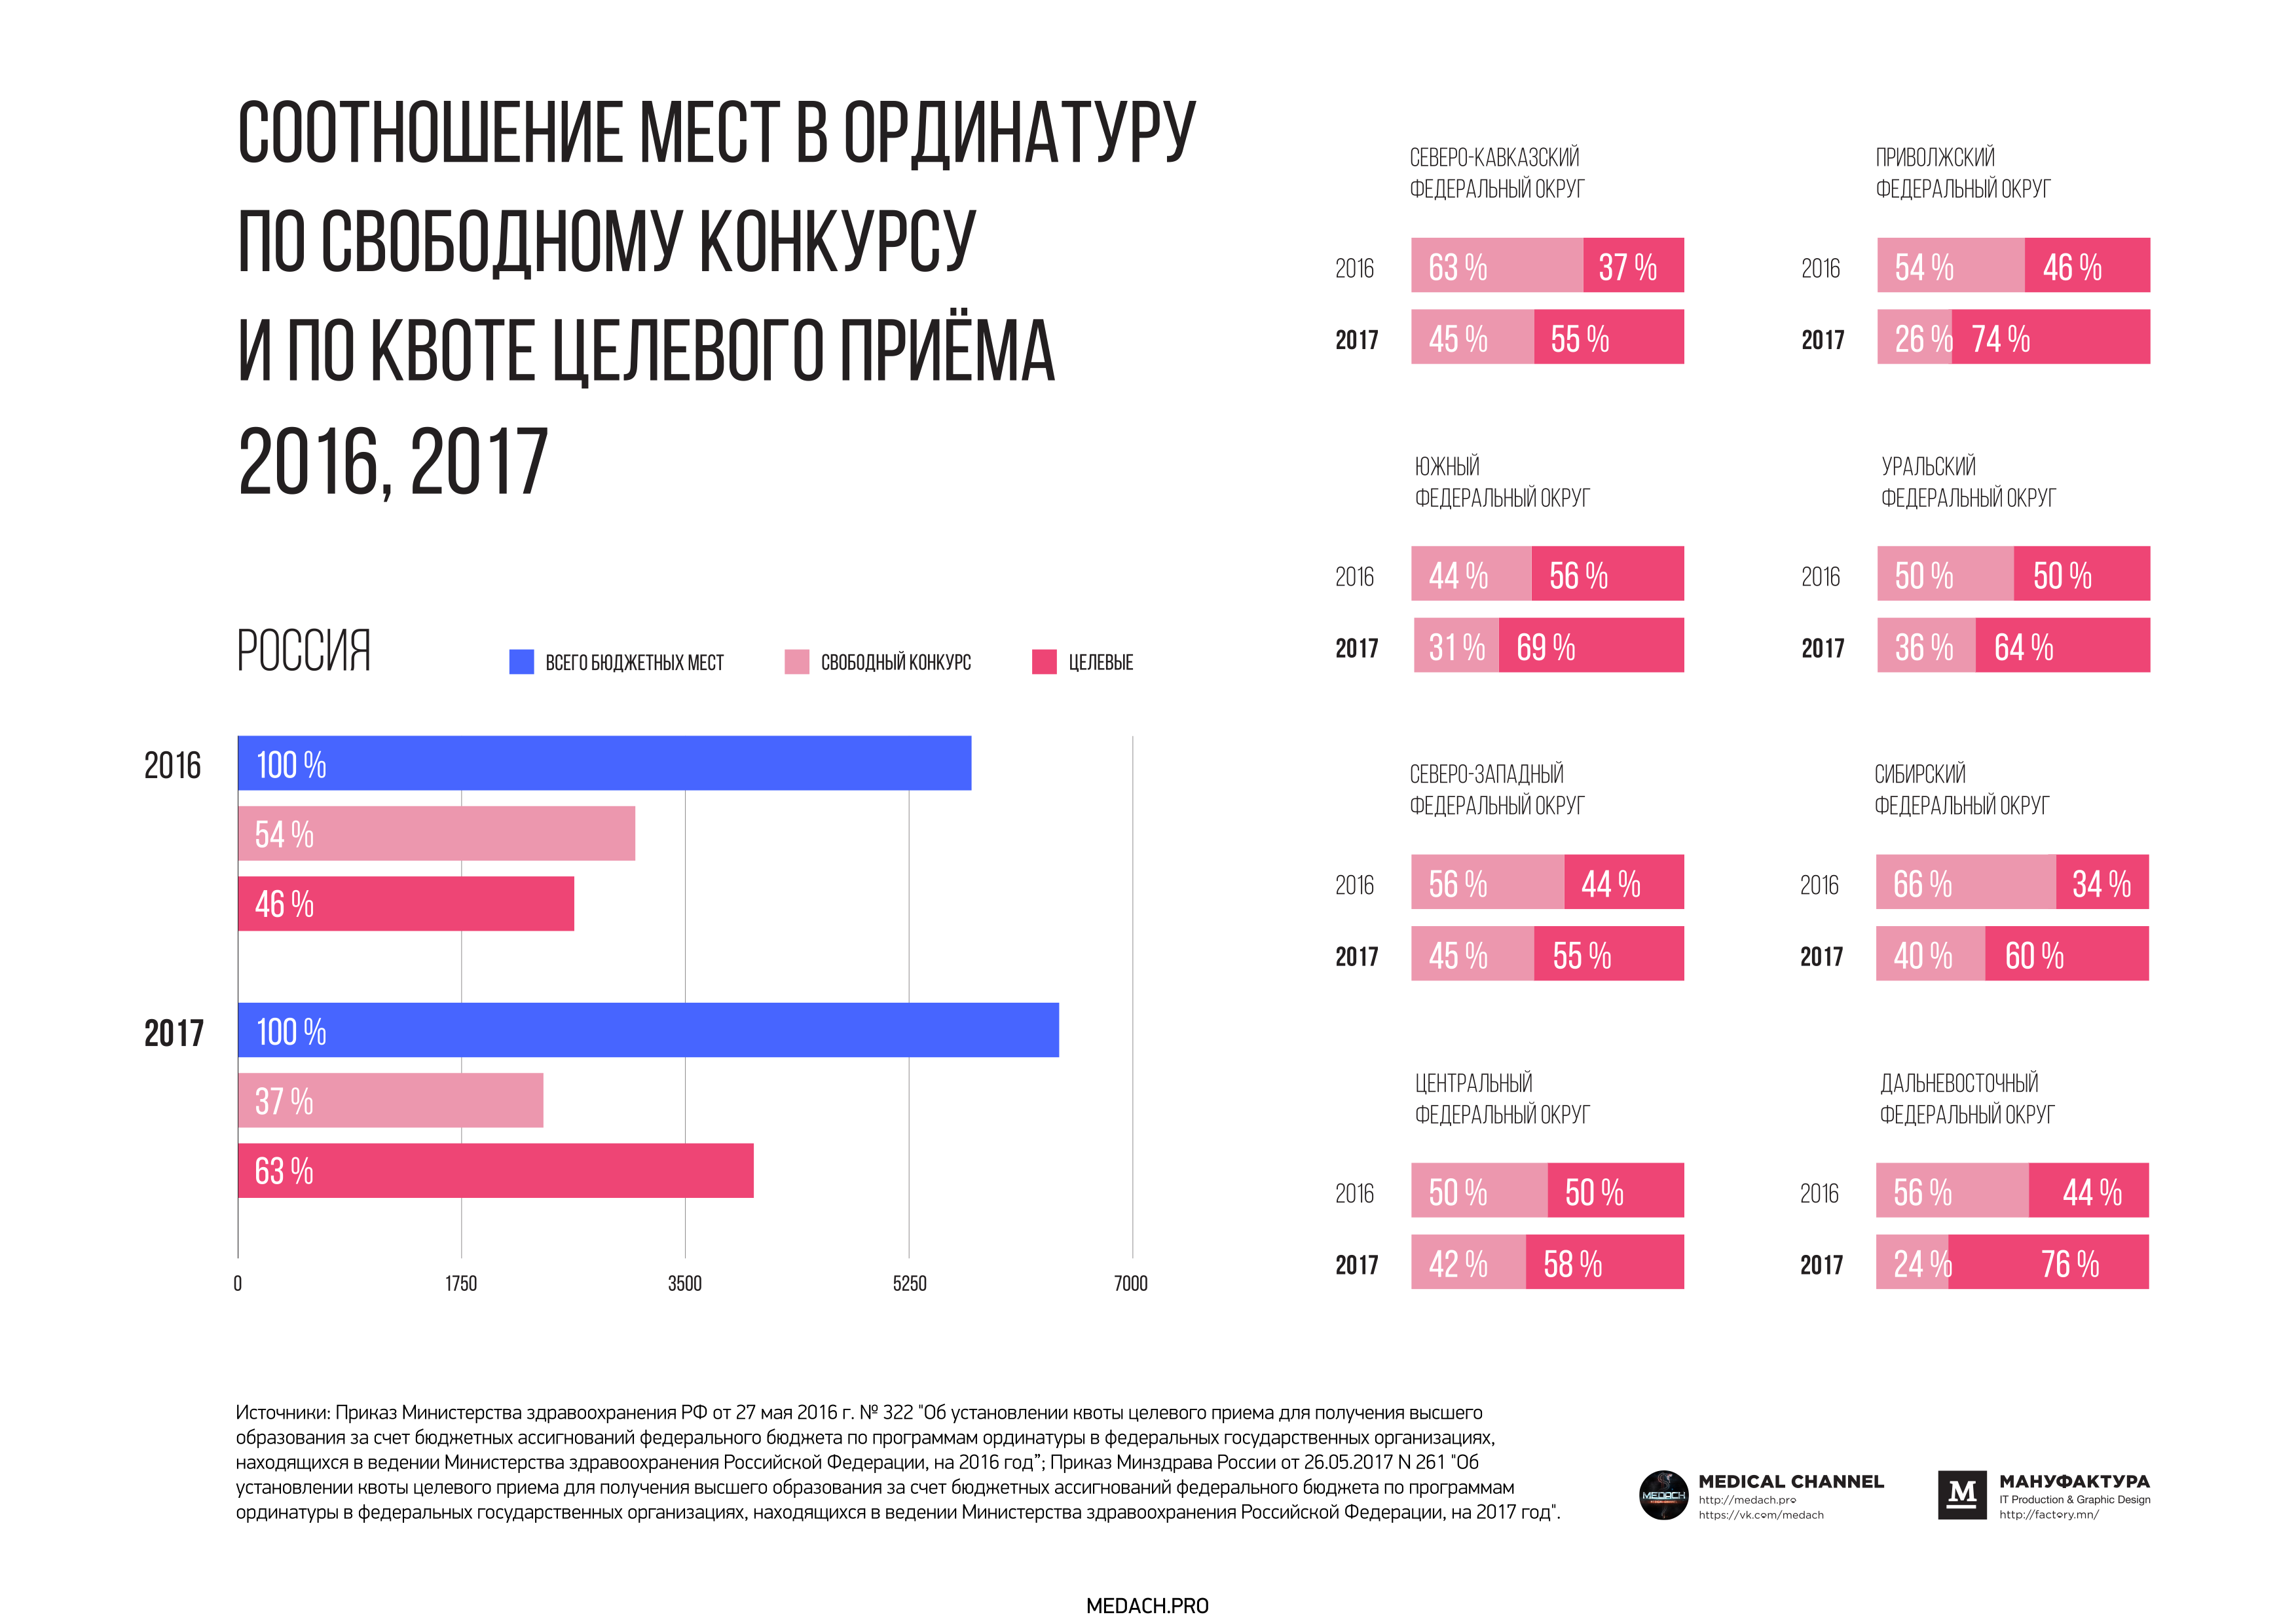 СООТНОШЕНИЕ МЕСТ В ОРДИНАТУРУ
ПО СВОБОДНОМУ КОНКУРСУ
И ПО КВОТЕ ЦЕЛЕВОГО ПРИЁМА
2016, 2017
РОССИЯ
ВСЕГО БЮДЖЕТНЫХ МЕСТ
СВОБОДНЫЙ КОНКУРС
ЦЕЛЕВЫЕ
2016
100 %
54 %
46 %
2017
100 %
37 %
63 %
0 1750 3500 5250 7000
СЕВЕРО-КАВКАЗСКИЙ
ФЕДЕРАЛЬНЫЙ ОКРУГ
2016 63 % 37 %
2017 45 % 55 %
ПРИВОЛЖСКИЙ
ФЕДЕРАЛЬНЫЙ ОКРУГ
2016 54 % 46 %
2017 26 % 74 %
ЮЖНЫЙ
ФЕДЕРАЛЬНЫЙ ОКРУГ
2016 44 % 56 %
2017 31 % 69 %
УРАЛЬСКИЙ
ФЕДЕРАЛЬНЫЙ ОКРУГ
2016 50 % 50 %
2017 36 % 64 %
СЕВЕРО-ЗАПАДНЫЙ
ФЕДЕРАЛЬНЫЙ ОКРУГ
2016 56 % 44 %
2017 45 % 55 %
СИБИРСКИЙ
ФЕДЕРАЛЬНЫЙ ОКРУГ
2016 66 % 34 %
2017 40 % 60 %
ЦЕНТРАЛЬНЫЙ
ФЕДЕРАЛЬНЫЙ ОКРУГ
2016 50 % 50 %
2017 42 % 58 %
ДАЛЬНЕВОСТОЧНЫЙ
ФЕДЕРАЛЬНЫЙ ОКРУГ
2016 56 % 44 %
2017 24 % 76 %
Источники: Приказ Министерства здравоохранения РФ от 27 мая 2016 г. № 322 "Об установлении квоты целевого приема для получения высшего
образования за счет бюджетных ассигнований федерального бюджета по программам ординатуры в федеральных государственных организациях,
находящихся в ведении Министерства здравоохранения Российской Федерации, на 2016 год”; Приказ Минздрава России от 26.05.2017 N 261 "Об
установлении квоты целевого приема для получения высшего образования за счет бюджетных ассигнований федерального бюджета по программам
ординатуры в федеральных государственных организациях, находящихся в ведении Министерства здравоохранения Российской Федерации, на 2017 год".
MEDACH
MEDICAL CHANNEL
http://medach.pro
https://vk.com/medach
М
МАНУФАКТУРА
IT Production & Graphic Design
http://factory.mn/
MEDACH.PRO